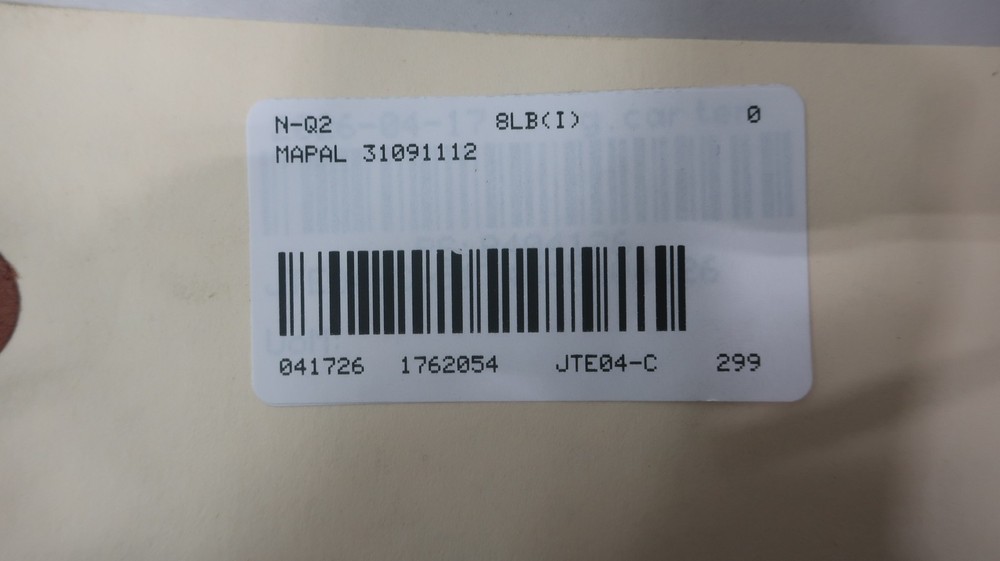 N-Q2 8LB(I) 0
MAPAL 31091112
041726 1762054 JTE04-C 299